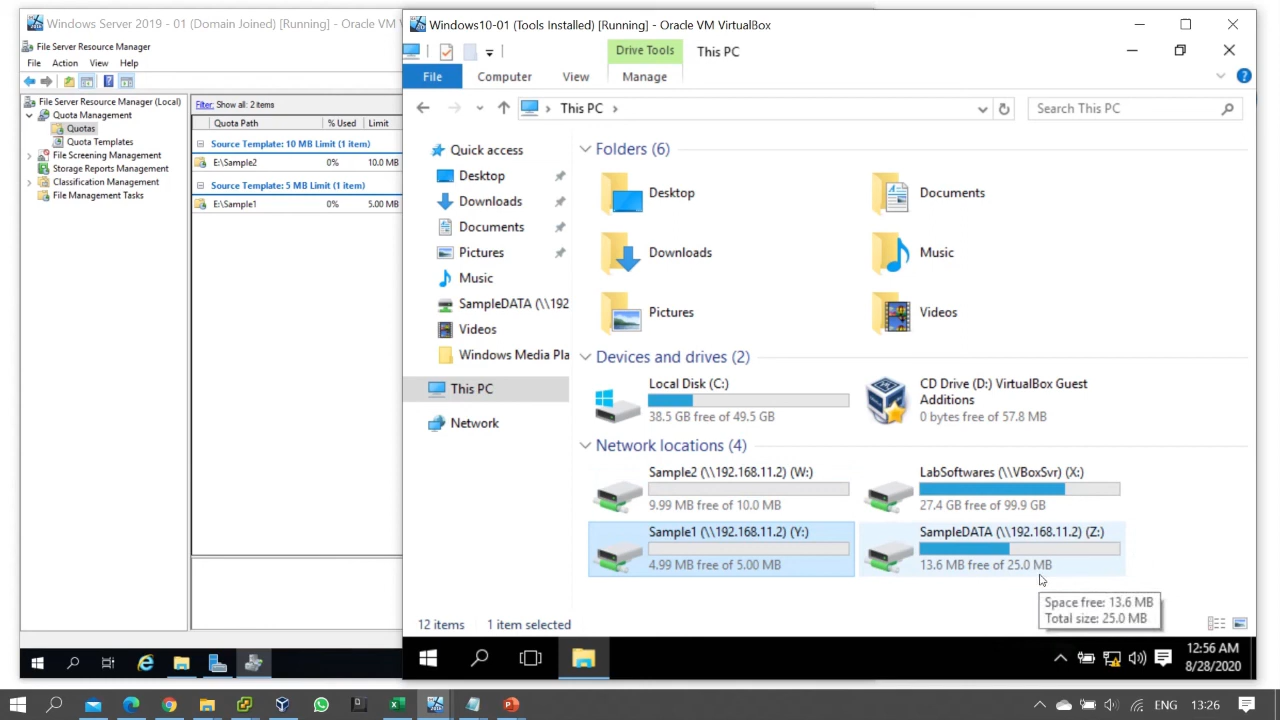 Windows Server 2019 - 01 (Domain Joined) [Running] - Oracle VM V
File Server Resource Manager
File Action View Help
File Server Resource Manager (Local)
Quota Management
Quotas
Quota Templates
File Screening Management
Storage Reports Management
Classification Management
File Management Tasks
Filter: Show all: 2 items
Quota Path % Used Limit
Source Template: 10 MB Limit (1 item)
E:\Sample2 0% 10.0 MB
Source Template: 5 MB Limit (1 item)
E:\Sample1 0% 5.00 MB
Windows10-01 (Tools Installed) [Running] - Oracle VM VirtualBox
Drive Tools This PC
File Computer View Manage
This PC
Search This PC
Quick access
Desktop
Downloads
Documents
Pictures
Music
SampleDATA (\\192
Videos
Windows Media Pla
This PC
Network
Folders (6)
Desktop
Documents
Downloads
Music
Pictures
Videos
Devices and drives (2)
Local Disk (C:)
38.5 GB free of 49.5 GB
CD Drive (D:) VirtualBox Guest
Additions
0 bytes free of 57.8 MB
Network locations (4)
Sample2 (\\192.168.11.2) (W:)
9.99 MB free of 10.0 MB
LabSoftwares (\\VBoxSvr) (X:)
27.4 GB free of 99.9 GB
Sample1 (\\192.168.11.2) (Y:)
4.99 MB free of 5.00 MB
SampleDATA (\\192.168.11.2) (Z:)
13.6 MB free of 25.0 MB
Space free: 13.6 MB
Total size: 25.0 MB
12 items 1 item selected
12:56 AM
8/28/2020
ENG 13:26